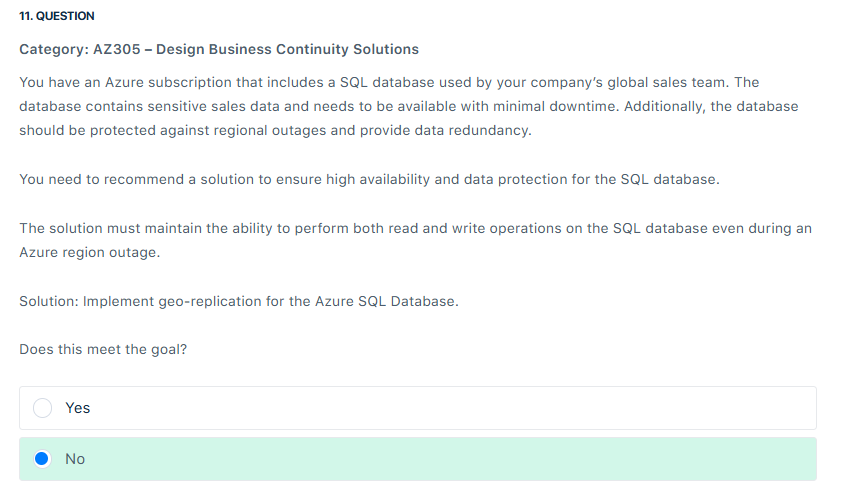 11. QUESTION
Category: AZ305 – Design Business Continuity Solutions
You have an Azure subscription that includes a SQL database used by your company’s global sales team. The
database contains sensitive sales data and needs to be available with minimal downtime. Additionally, the database
should be protected against regional outages and provide data redundancy.
You need to recommend a solution to ensure high availability and data protection for the SQL database.
The solution must maintain the ability to perform both read and write operations on the SQL database even during an
Azure region outage.
Solution: Implement geo-replication for the Azure SQL Database.
Does this meet the goal?
Yes
No